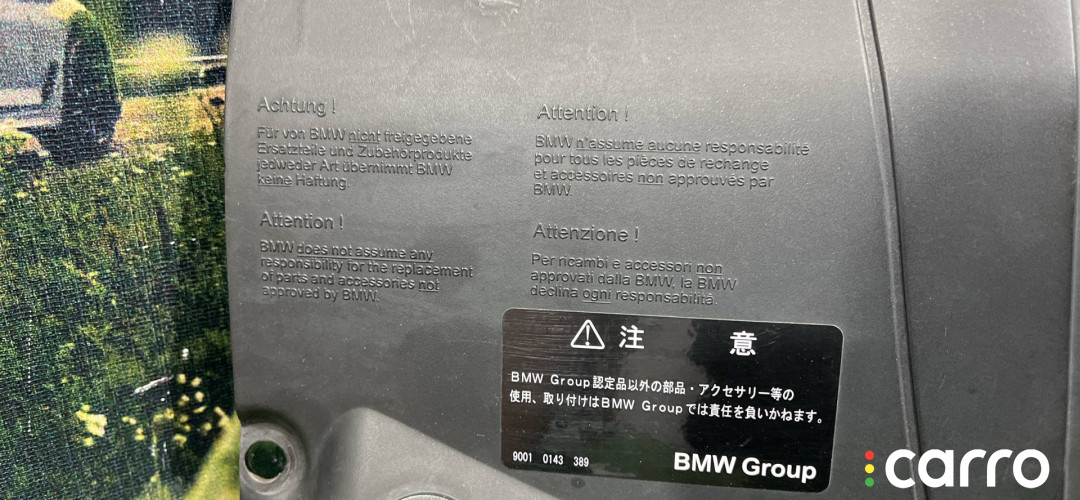 Achtung !
Für von BMW nicht freigegebene
Ersatzteile und Zubehörprodukte
jedweder Art übernimmt BMW
keine Haftung.
Attention !
BMW does not assume any
responsibility for the replacement
of parts and accessories not
approved by BMW.
Attention !
BMW n'assume aucune responsabilité
pour tous les pièces de rechange
et accessoires non approuvés par
BMW.
Attenzione !
Per ricambi e accessori non
approvati dalla BMW, la BMW
declina ogni responsabilitá.
注 意
BMW Group認定品以外の部品・アクセサリー等の
使用、取り付けはBMW Groupでは責任を負いかねます。
9001 0143 389
BMW Group
carro